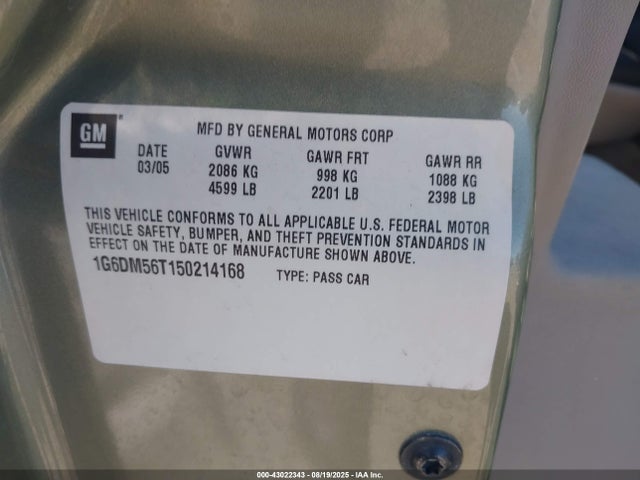 GM
MFD BY GENERAL MOTORS CORP
DATE GVWR GAWR FRT GAWR RR
03/05 2086 KG 998 KG 1088 KG
4599 LB 2201 LB 2398 LB
THIS VEHICLE CONFORMS TO ALL APPLICABLE U.S. FEDERAL MOTOR
VEHICLE SAFETY, BUMPER, AND THEFT PREVENTION STANDARDS IN
EFFECT ON THE DATE OF MANUFACTURE SHOWN ABOVE.
1G6DM56T150214168 TYPE: PASS CAR
000-43022343 - 08/19/2025 - IAA Inc.